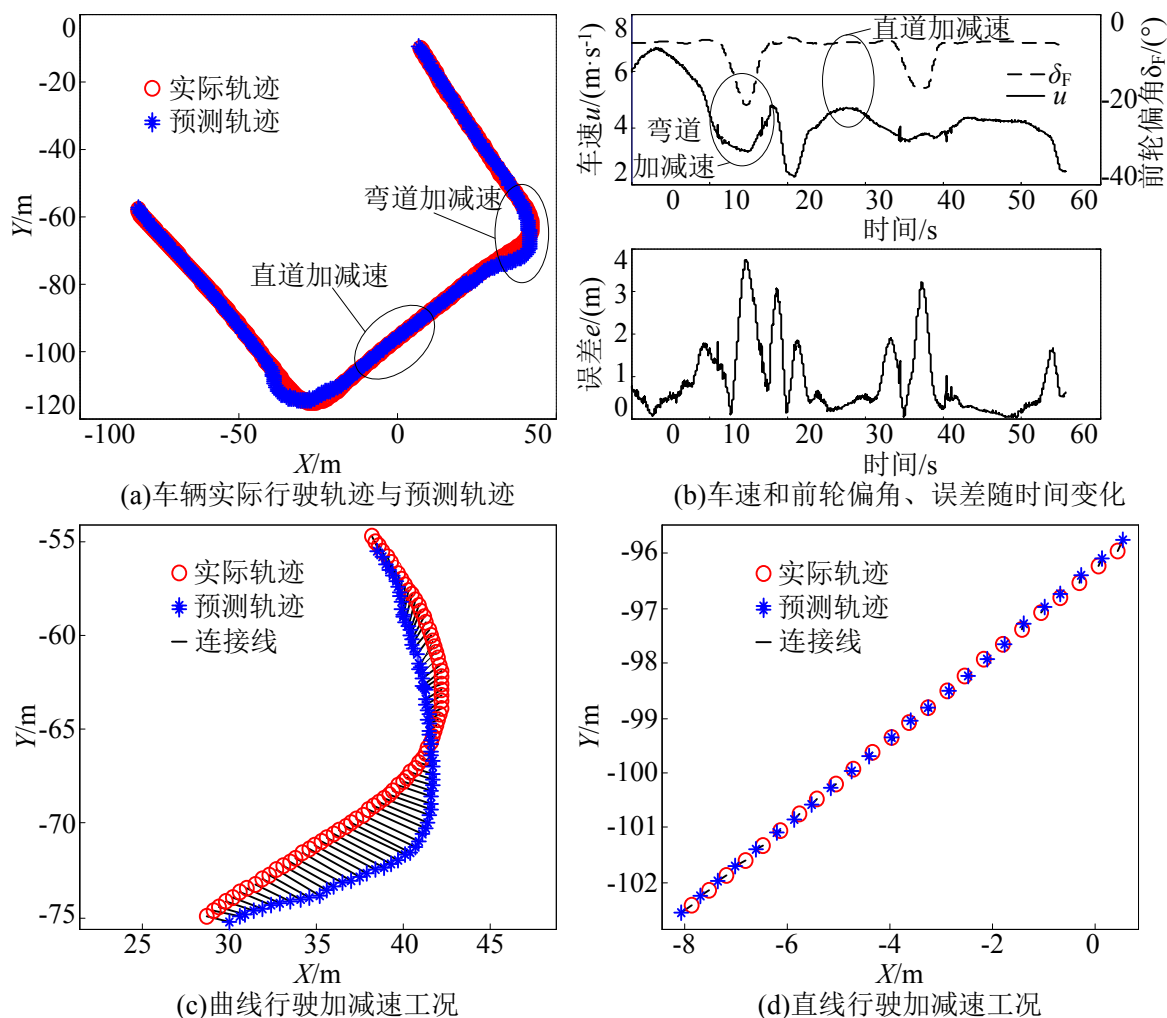 0
-20
-40
-60
-80
-100
-120
Y/m
实际轨迹
预测轨迹
弯道加减速
直道加减速
-100
-50
0
50
X/m
(a)车辆实际行驶轨迹与预测轨迹
8
6
4
2
车速u/(m·s⁻¹)
直道加减速
弯道
加减速
δF
u
0
-20
-40
前轮偏角δF/(°)
0 10 20 30 40 50 60
时间/s
4
3
2
1
0
误差e/(m)
0 10 20 30 40 50 60
时间/s
(b)车速和前轮偏角、误差随时间变化
-55
-60
-65
-70
-75
Y/m
实际轨迹
预测轨迹
连接线
25 30 35 40 45
X/m
(c)曲线行驶加减速工况
-96
-97
-98
-99
-100
-101
-102
Y/m
实际轨迹
预测轨迹
连接线
-8 -6 -4 -2 0
X/m
(d)直线行驶加减速工况